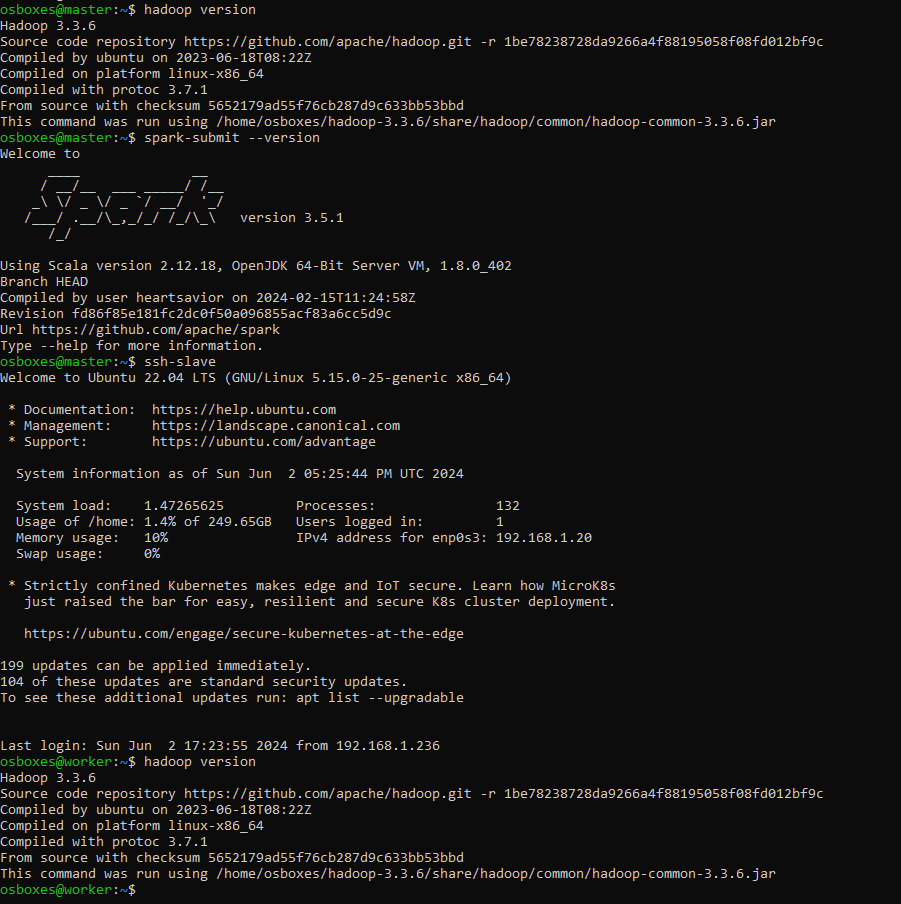 osboxes@master:~$ hadoop version
Hadoop 3.3.6
Source code repository https://github.com/apache/hadoop.git -r 1be78238728da9266a4f88195058f08fd012bf9c
Compiled by ubuntu on 2023-06-18T08:22Z
Compiled on platform linux-x86_64
Compiled with protoc 3.7.1
From source with checksum 5652179ad55f76cb287d9c633bb53bbd
This command was run using /home/osboxes/hadoop-3.3.6/share/hadoop/common/hadoop-common-3.3.6.jar
osboxes@master:~$ spark-submit --version
Welcome to
      ____              __
     / __/__  ___ _____/ /__
    _\ \/ _ \/ _ `/ __/  '_/
   /___/ .__/\_,_/_/ /_/\_\   version 3.5.1
      /_/

Using Scala version 2.12.18, OpenJDK 64-Bit Server VM, 1.8.0_402
Branch HEAD
Compiled by user heartsavior on 2024-02-15T11:24:58Z
Revision fd86f85e181fc2dc0f50a096855acf83a6cc5d9c
Url https://github.com/apache/spark
Type --help for more information.
osboxes@master:~$ ssh-slave
Welcome to Ubuntu 22.04 LTS (GNU/Linux 5.15.0-25-generic x86_64)

 * Documentation:  https://help.ubuntu.com
 * Management:     https://landscape.canonical.com
 * Support:        https://ubuntu.com/advantage

  System information as of Sun Jun  2 05:25:44 PM UTC 2024

  System load:    1.47265625         Processes:               132
  Usage of /home: 1.4% of 249.65GB   Users logged in:         1
  Memory usage:   10%                IPv4 address for enp0s3: 192.168.1.20
  Swap usage:     0%

 * Strictly confined Kubernetes makes edge and IoT secure. Learn how MicroK8s
   just raised the bar for easy, resilient and secure K8s cluster deployment.

   https://ubuntu.com/engage/secure-kubernetes-at-the-edge

199 updates can be applied immediately.
104 of these updates are standard security updates.
To see these additional updates run: apt list --upgradable


Last login: Sun Jun  2 17:23:55 2024 from 192.168.1.236
osboxes@worker:~$ hadoop version
Hadoop 3.3.6
Source code repository https://github.com/apache/hadoop.git -r 1be78238728da9266a4f88195058f08fd012bf9c
Compiled by ubuntu on 2023-06-18T08:22Z
Compiled on platform linux-x86_64
Compiled with protoc 3.7.1
From source with checksum 5652179ad55f76cb287d9c633bb53bbd
This command was run using /home/osboxes/hadoop-3.3.6/share/hadoop/common/hadoop-common-3.3.6.jar
osboxes@worker:~$